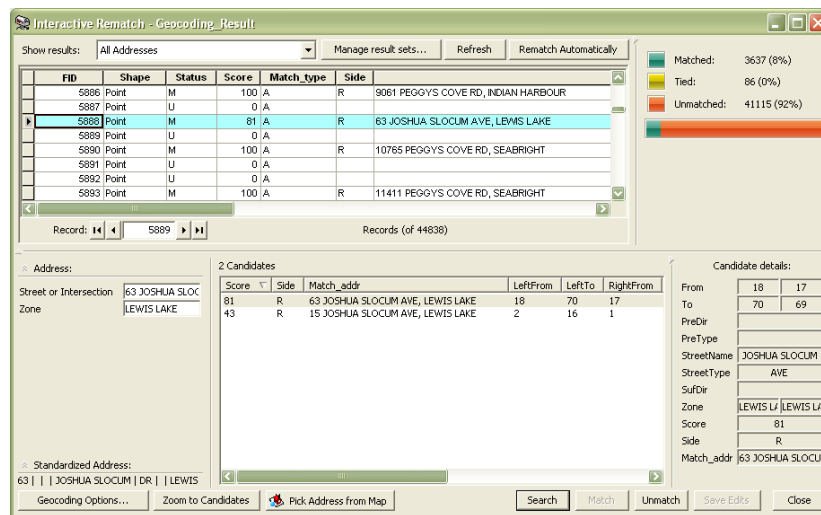 Interactive Rematch - Geocoding_Result
Show results: All Addresses Manage result sets... Refresh Rematch Automatically
FID Shape Status Score Match_type Side
5886 Point M 100 A R 9061 PEGGYS COVE RD, INDIAN HARBOUR
5887 Point U 0 A
5888 Point M 81 A R 63 JOSHUA SLOCUM AVE, LEWIS LAKE
5889 Point U 0 A
5890 Point M 100 A R 10765 PEGGYS COVE RD, SEABRIGHT
5891 Point U 0 A
5892 Point U 0 A
5893 Point M 100 A R 11411 PEGGYS COVE RD, SEABRIGHT
Record: 5889 Records (of 44838)
Matched: 3637 (8%)
Tied: 86 (0%)
Unmatched: 41115 (92%)
Address:
Street or Intersection 63 JOSHUA SLOC
Zone LEWIS LAKE
Standardized Address:
63 | | | JOSHUA SLOCUM | DR | | LEWIS
2 Candidates
Score Side Match_addr LeftFrom LeftTo RightFrom
81 R 63 JOSHUA SLOCUM AVE, LEWIS LAKE 18 70 17
43 R 15 JOSHUA SLOCUM AVE, LEWIS LAKE 2 16 1
Candidate details:
From 18 17
To 70 69
PreDir
PreType
StreetName JOSHUA SLOCUM
StreetType AVE
SufDir
Zone LEWIS LA LEWIS LA
Score 81
Side R
Match_addr 63 JOSHUA SLOCU
Geocoding Options... Zoom to Candidates Pick Address from Map Search Match Unmatch Save Edits Close